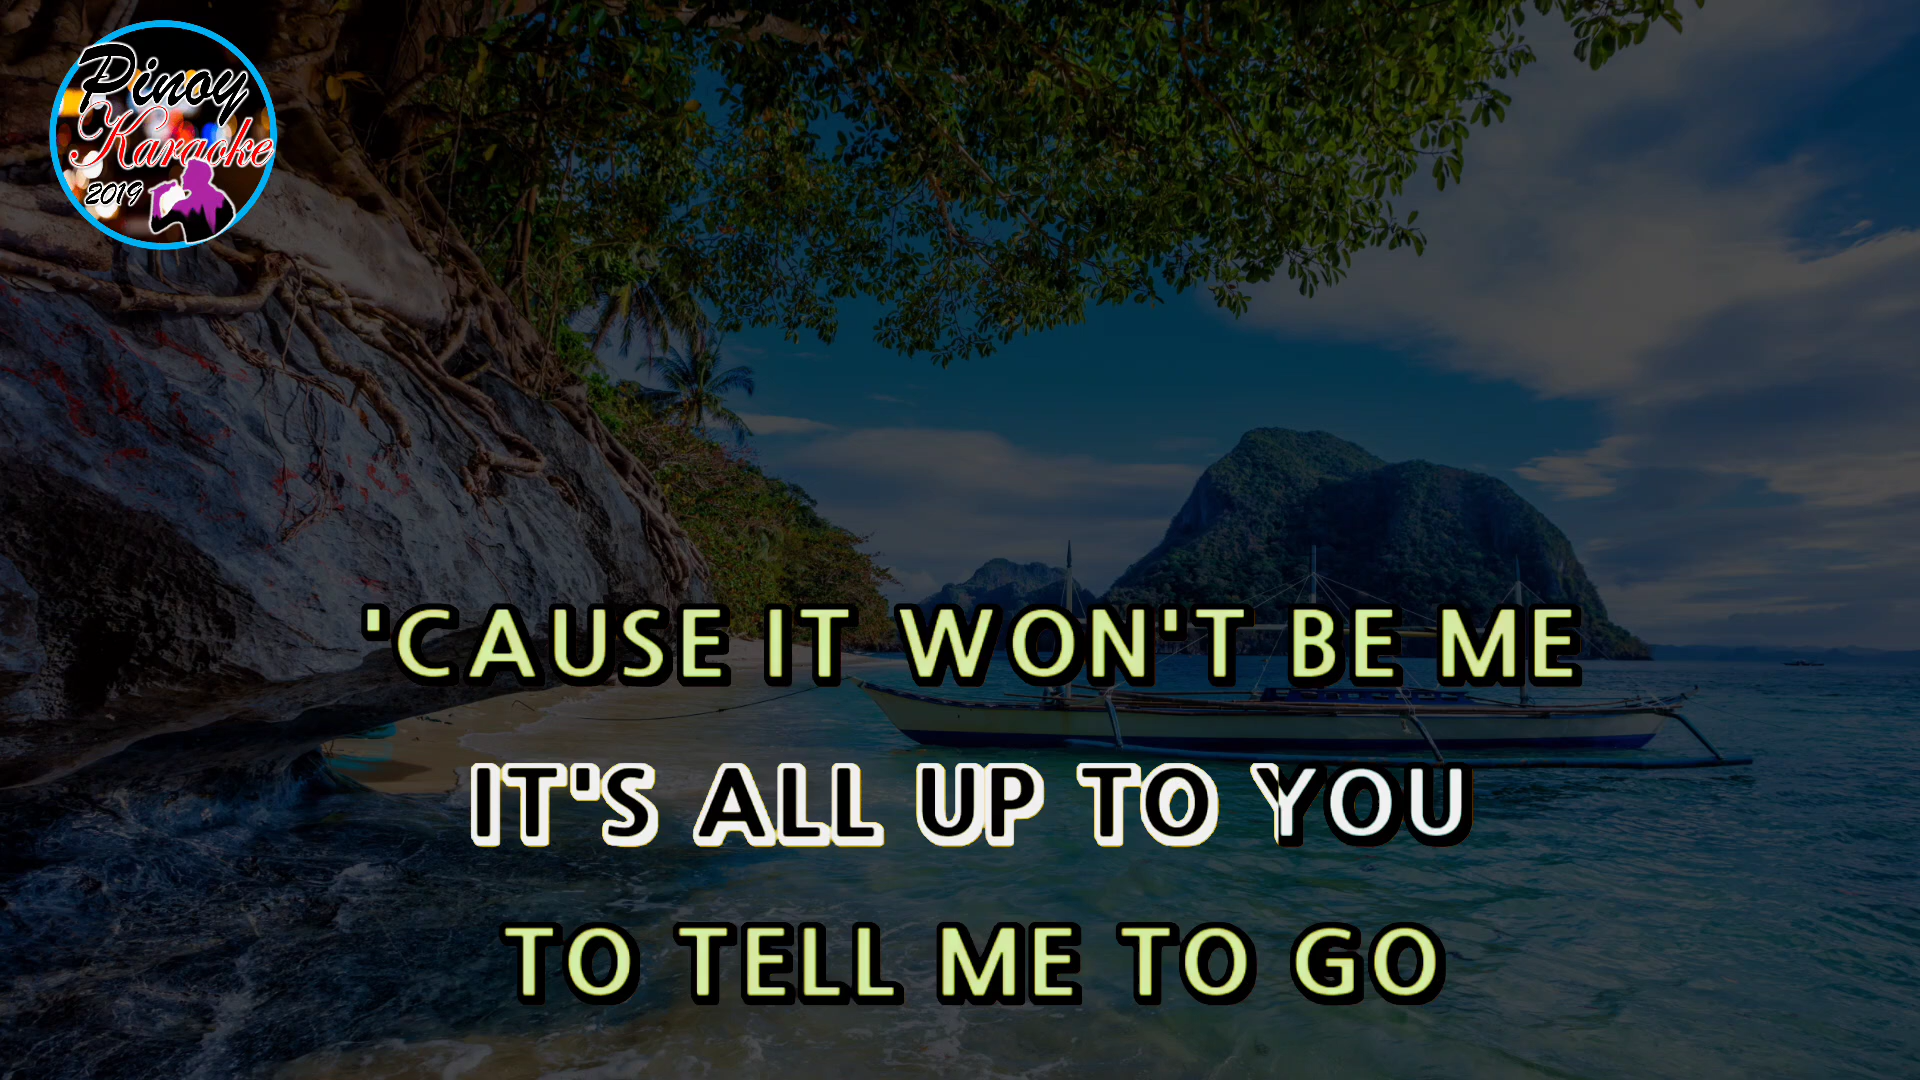 Pinoy
Karaoke
2019
'CAUSE IT WON'T BE ME
IT'S ALL UP TO YOU
TO TELL ME TO GO